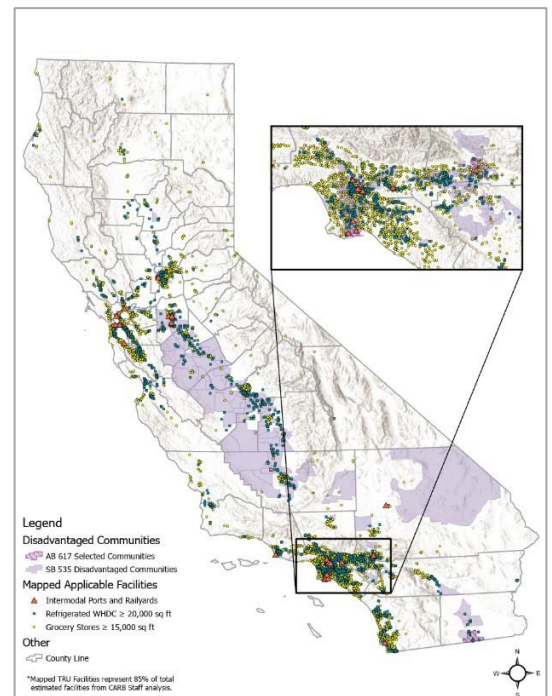 Legend
Disadvantaged Communities
AB 617 Selected Communities
SB 535 Disadvantaged Communities
Mapped Applicable Facilities
Intermodal Ports and Railyards
Refrigerated WHDC ≥ 20,000 sq ft
Grocery Stores ≥ 15,000 sq ft
Other
County Line
*Mapped TRU Facilities represent 85% of total
estimated facilities from CARB Staff analysis.
N
W
E
S